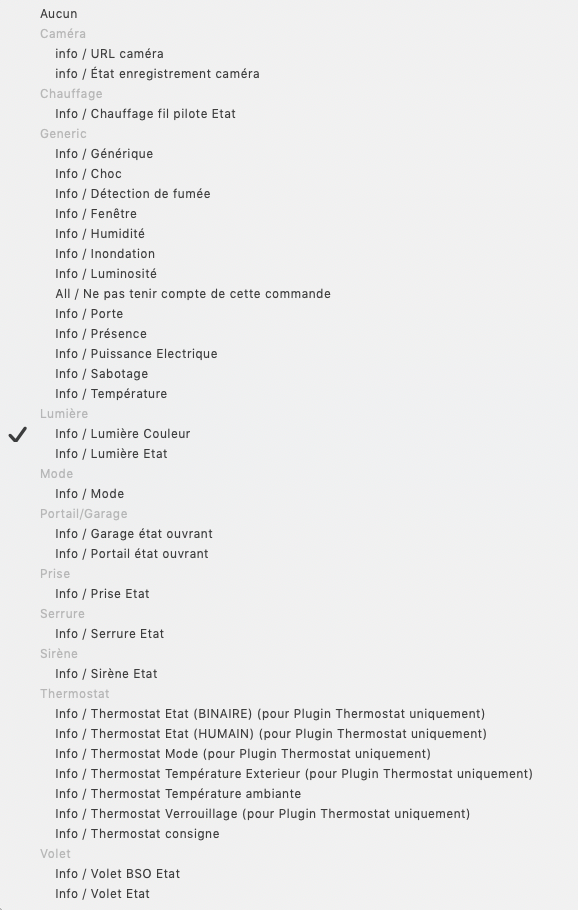 Aucun
Caméra
info / URL caméra
info / État enregistrement caméra
Chauffage
Info / Chauffage fil pilote Etat
Generic
Info / Générique
Info / Choc
Info / Détection de fumée
Info / Fenêtre
Info / Humidité
Info / Inondation
Info / Luminosité
All / Ne pas tenir compte de cette commande
Info / Porte
Info / Présence
Info / Puissance Electrique
Info / Sabotage
Info / Température
Lumière
Info / Lumière Couleur
Info / Lumière Etat
Mode
Info / Mode
Portail/Garage
Info / Garage état ouvrant
Info / Portail état ouvrant
Prise
Info / Prise Etat
Serrure
Info / Serrure Etat
Sirène
Info / Sirène Etat
Thermostat
Info / Thermostat Etat (BINAIRE) (pour Plugin Thermostat uniquement)
Info / Thermostat Etat (HUMAIN) (pour Plugin Thermostat uniquement)
Info / Thermostat Mode (pour Plugin Thermostat uniquement)
Info / Thermostat Température Exterieur (pour Plugin Thermostat uniquement)
Info / Thermostat Température ambiante
Info / Thermostat Verrouillage (pour Plugin Thermostat uniquement)
Info / Thermostat consigne
Volet
Info / Volet BSO Etat
Info / Volet Etat